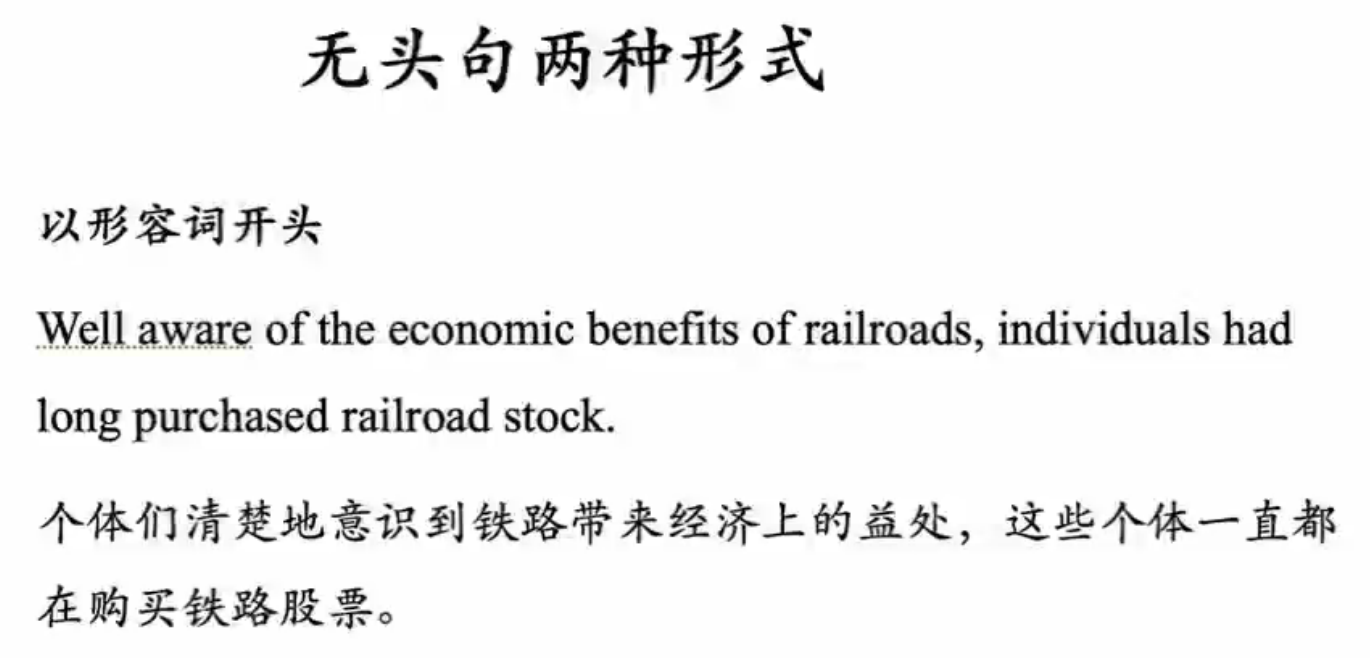 无头句两种形式
以形容词开头
Well aware of the economic benefits of railroads, individuals had
long purchased railroad stock.
个体们清楚地意识到铁路带来经济上的益处，这些个体一直都
在购买铁路股票。